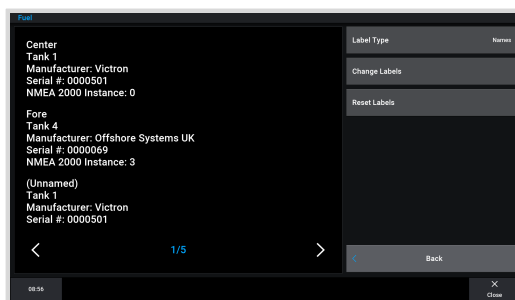 Fuel
Center
Tank 1
Manufacturer: Victron
Serial #: 0000501
NMEA 2000 Instance: 0
Fore
Tank 4
Manufacturer: Offshore Systems UK
Serial #: 0000069
NMEA 2000 Instance: 3
(Unnamed)
Tank 1
Manufacturer: Victron
Serial #: 0000501
1/5
Label Type Names
Change Labels
Reset Labels
Back
08:56
Close